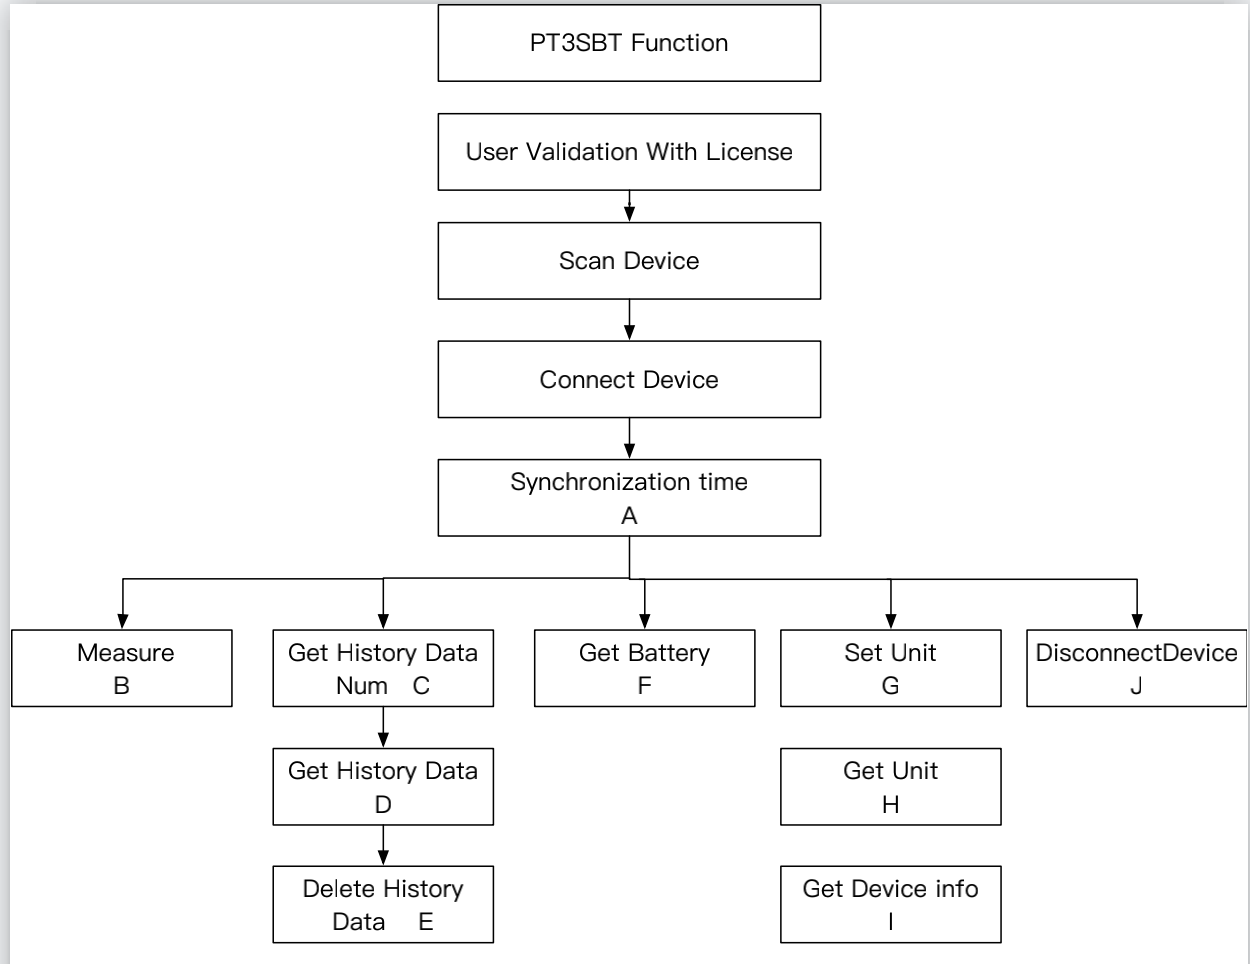 PT3SBT Function
User Validation With License
Scan Device
Connect Device
Synchronization time
A
Measure
B
Get History Data
Num C
Get Battery
F
Set Unit
G
DisconnectDevice
J
Get History Data
D
Get Unit
H
Delete History
Data E
Get Device info
I